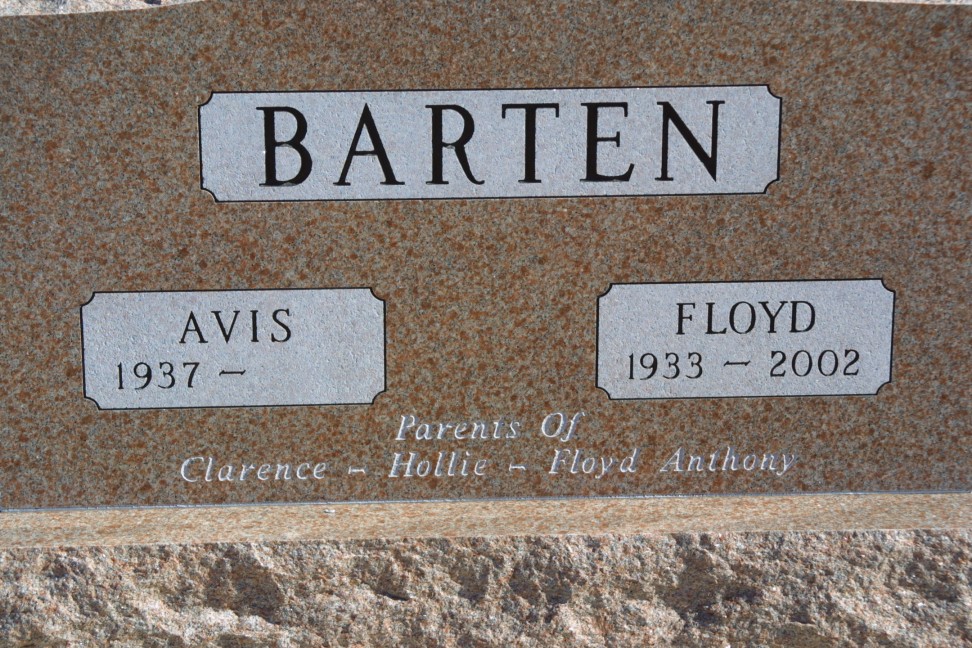 BARTEN
AVIS
1937 -
FLOYD
1933 - 2002
Parents Of
Clarence - Hollie - Floyd Anthony